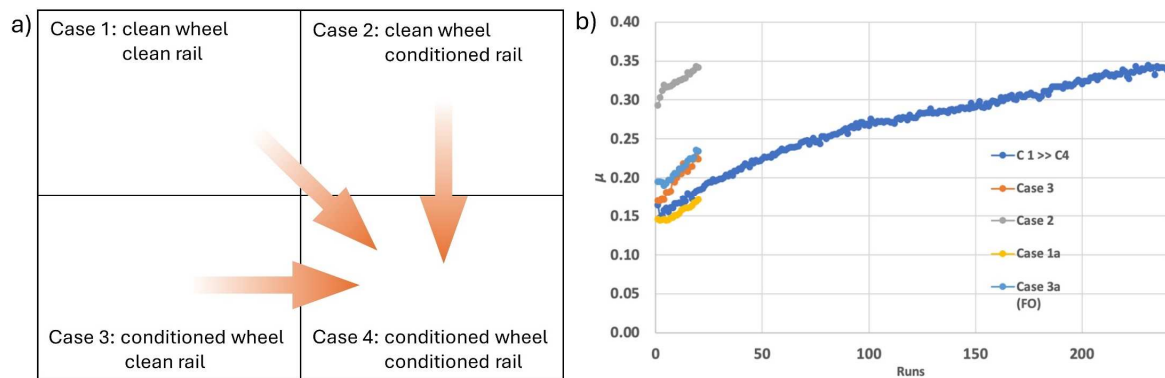 a)
Case 1: clean wheel
clean rail
Case 2: clean wheel
conditioned rail
Case 3: conditioned wheel
clean rail
Case 4: conditioned wheel
conditioned rail
b)
0.40
0.35
0.30
0.25
0.20
0.15
0.10
0.05
0.00
μ
0
50
100
150
200
Runs
C 1 >> C4
Case 3
Case 2
Case 1a
Case 3a
(FO)